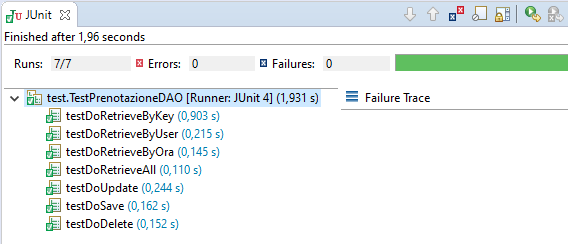 JUnit
Finished after 1,96 seconds
Runs: 7/7 Errors: 0 Failures: 0
test.TestPrenotazioneDAO [Runner: JUnit 4] (1,931 s)
Failure Trace
testDoRetrieveByKey (0,903 s)
testDoRetrieveByUser (0,215 s)
testDoRetrieveByOra (0,145 s)
testDoRetrieveAll (0,110 s)
testDoUpdate (0,244 s)
testDoSave (0,162 s)
testDoDelete (0,152 s)